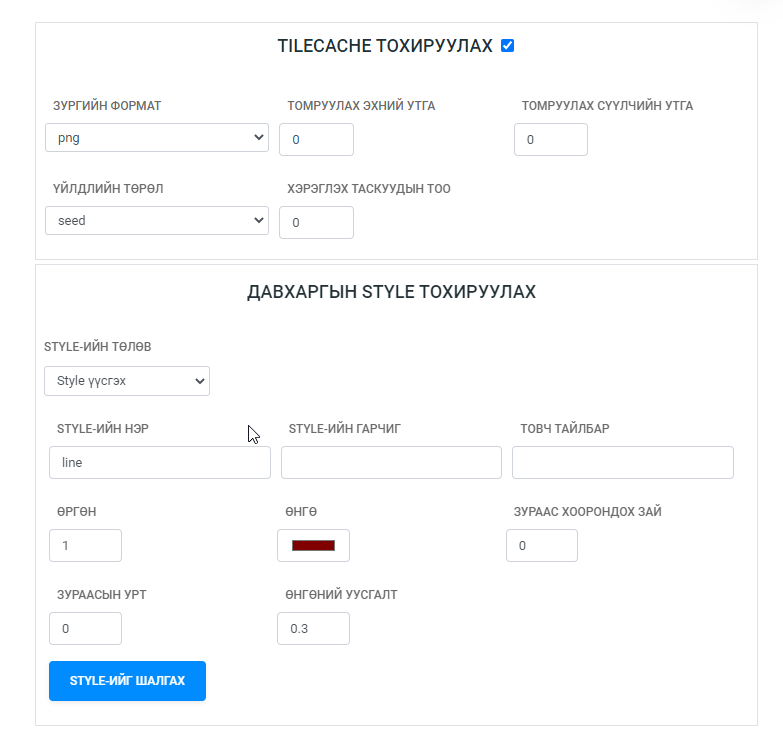 TILECACHE ТОХИРУУЛАХ
ЗУРГИЙН ФОРМАТ ТОМРУУЛАХ ЭХНИЙ УТГА ТОМРУУЛАХ СҮҮЛЧИЙН УТГА
png 0 0
ҮЙЛДЛИЙН ТӨРӨЛ ХЭРЭГЛЭХ ТАСКУУДЫН ТОО
seed 0
ДАВХАРГЫН STYLE ТОХИРУУЛАХ
STYLE-ИЙН ТӨЛӨВ
Style үүсгэх
STYLE-ИЙН НЭР STYLE-ИЙН ГАРЧИГ ТОВЧ ТАЙЛБАР
line
ӨРГӨН ӨНГӨ ЗУРААС ХООРОНДОХ ЗАЙ
1 0
ЗУРААСЫН УРТ ӨНГӨНИЙ УУСГАЛТ
0 0.3
STYLE-ИЙГ ШАЛГАХ